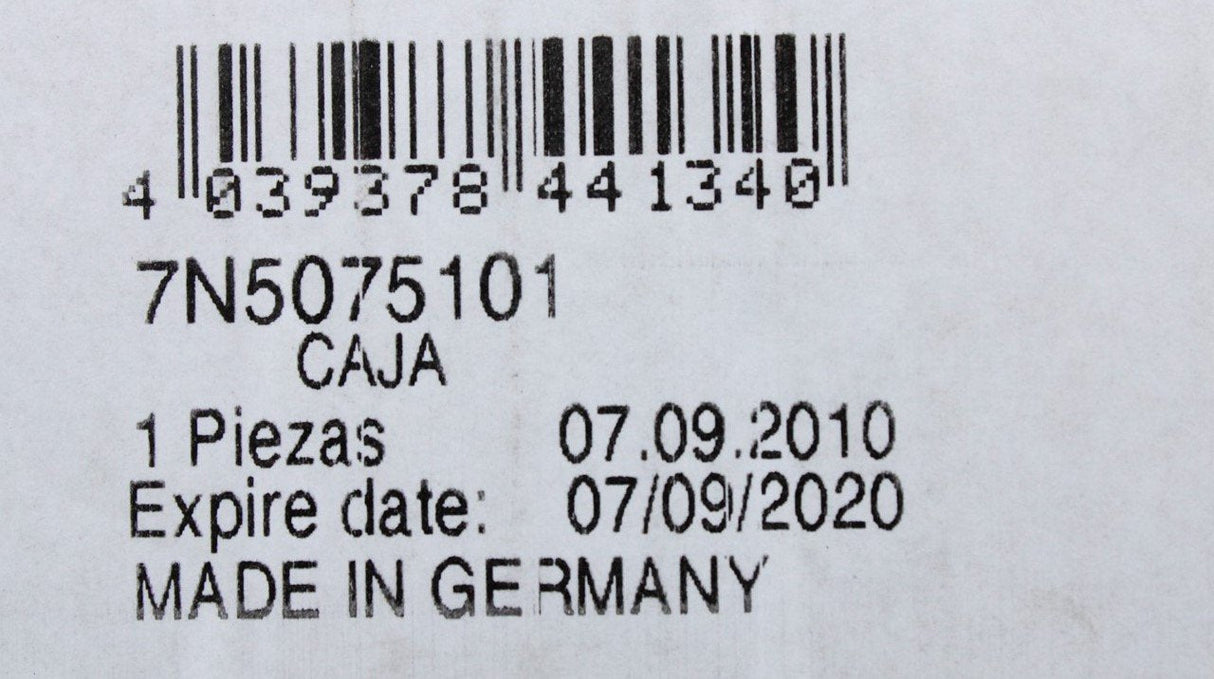 4 039378 441340
7N5075101
CAJA
1 Piezas 07.09.2010
Expire date: 07/09/2020
MADE IN GERMANY